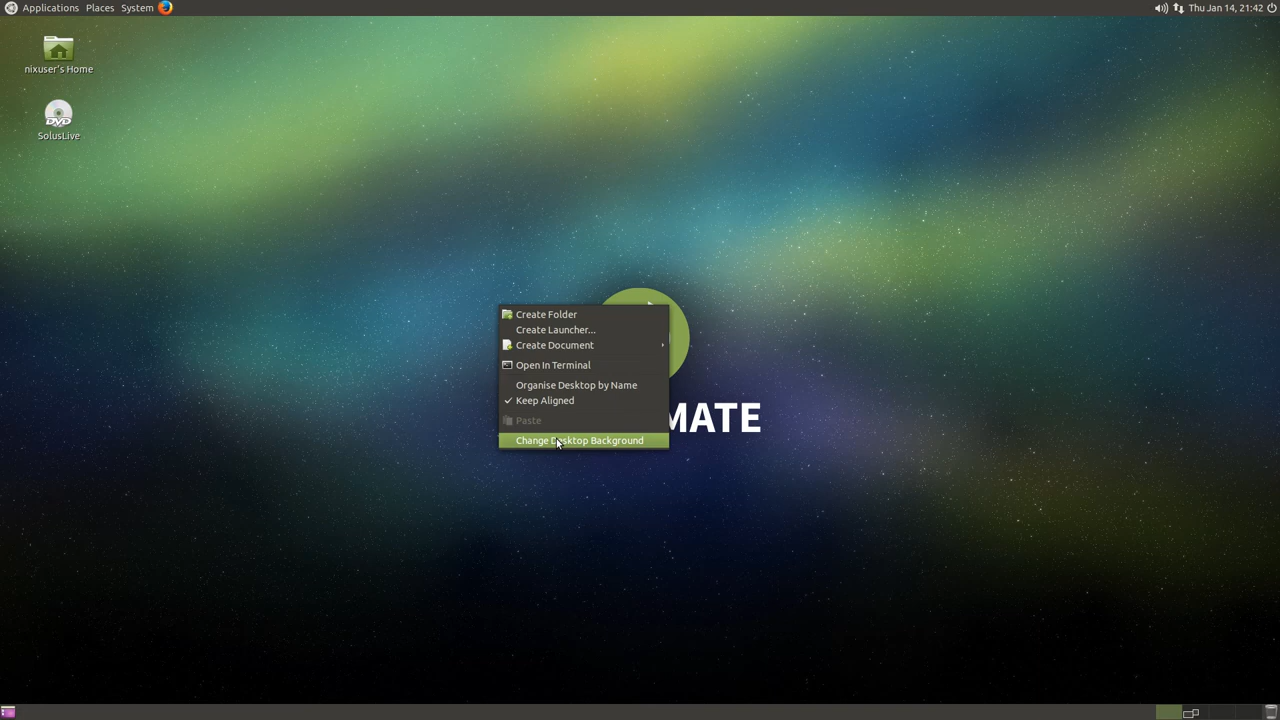 Applications Places System Thu Jan 14, 21:42
nixuser's Home
DVD
SolusLive
Create Folder
Create Launcher...
Create Document
Open In Terminal
Organise Desktop by Name
Keep Aligned
Paste
Change Desktop Background
MATE